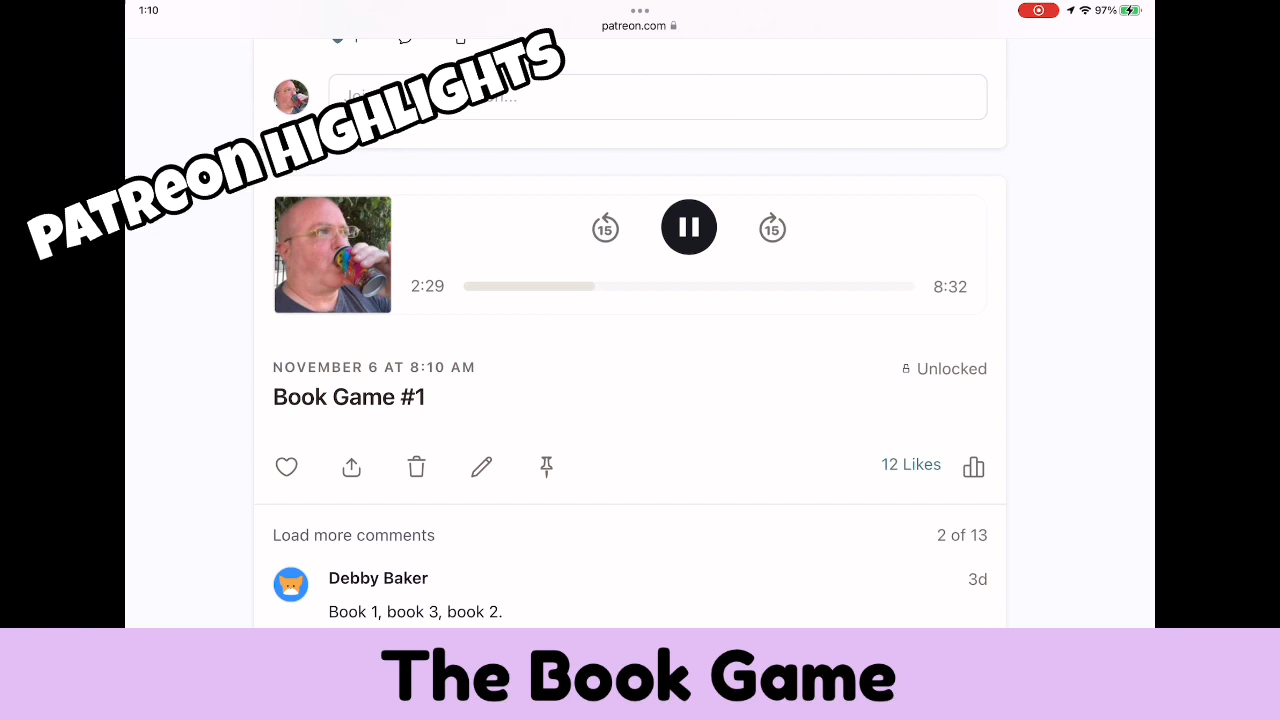 1:10
97%
patreon.com
PATREON HIGHLIGHTS
15
15
2:29
8:32
NOVEMBER 6 AT 8:10 AM
Unlocked
Book Game #1
12 Likes
Load more comments
2 of 13
Debby Baker
3d
Book 1, book 3, book 2.
The Book Game